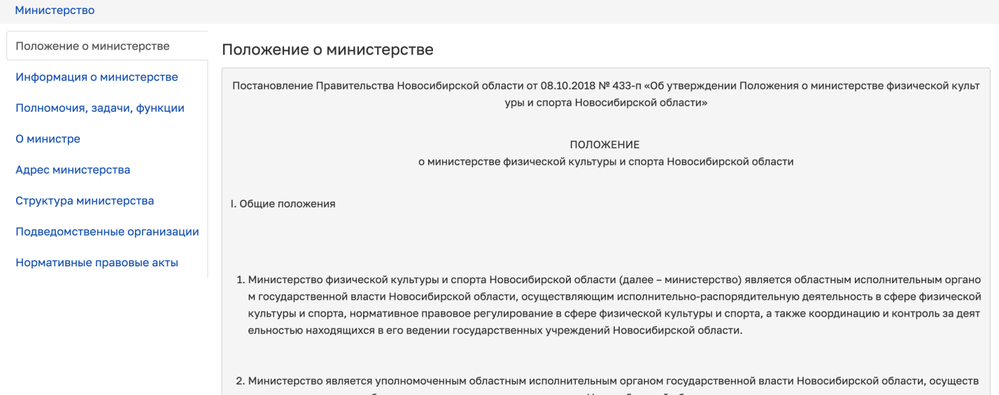 Министерство
Положение о министерстве
Информация о министерстве
Полномочия, задачи, функции
О министре
Адрес министерства
Структура министерства
Подведомственные организации
Нормативные правовые акты
Положение о министерстве
Постановление Правительства Новосибирской области от 08.10.2018 № 433-п «Об утверждении Положения о министерстве физической культ
уры и спорта Новосибирской области»
ПОЛОЖЕНИЕ
о министерстве физической культуры и спорта Новосибирской области
I. Общие положения
1. Министерство физической культуры и спорта Новосибирской области (далее – министерство) является областным исполнительным органо
м государственной власти Новосибирской области, осуществляющим исполнительно-распорядительную деятельность в сфере физической
культуры и спорта, нормативное правовое регулирование в сфере физической культуры и спорта, а также координацию и контроль за деят
ельностью находящихся в его ведении государственных учреждений Новосибирской области.
2. Министерство является уполномоченным областным исполнительным органом государственной власти Новосибирской области, осуществ